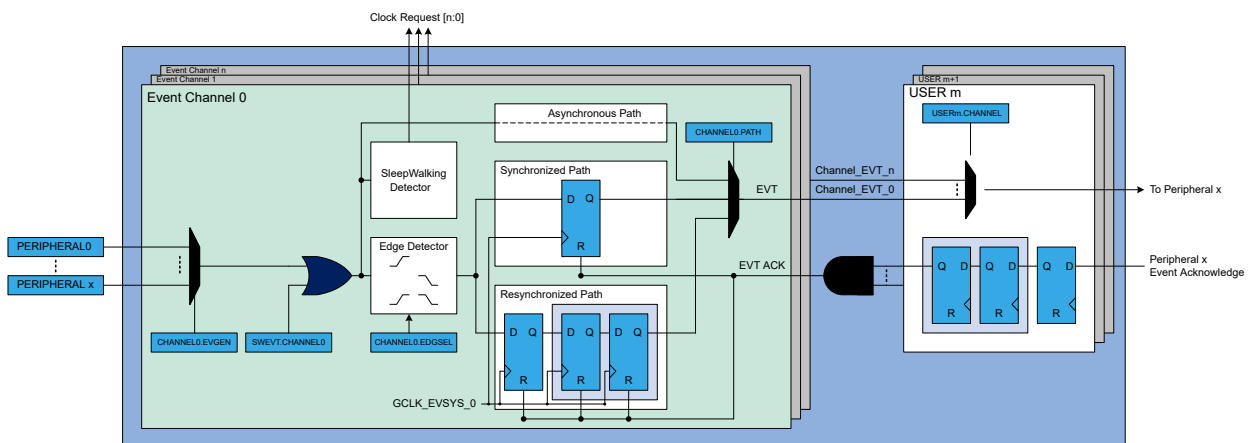 Clock Request [n:0]
Event Channel n
Event Channel 1
Event Channel 0
USER m+1
USER m
Asynchronous Path
CHANNEL0.PATH
USERm.CHANNEL
SleepWalking
Detector
Synchronized Path
D Q
R
EVT
Channel_EVT_n
Channel_EVT_0
To Peripheral x
PERIPHERAL0
PERIPHERAL x
Edge Detector
EVT ACK
Q D
R
Q D
R
Q D
R
Peripheral x
Event Acknowledge
Resynchronized Path
D Q
R
D Q
R
D Q
R
CHANNEL0.EVGEN
SWEVT.CHANNEL0
CHANNEL0.EDGSEL
GCLK_EVSYS_0